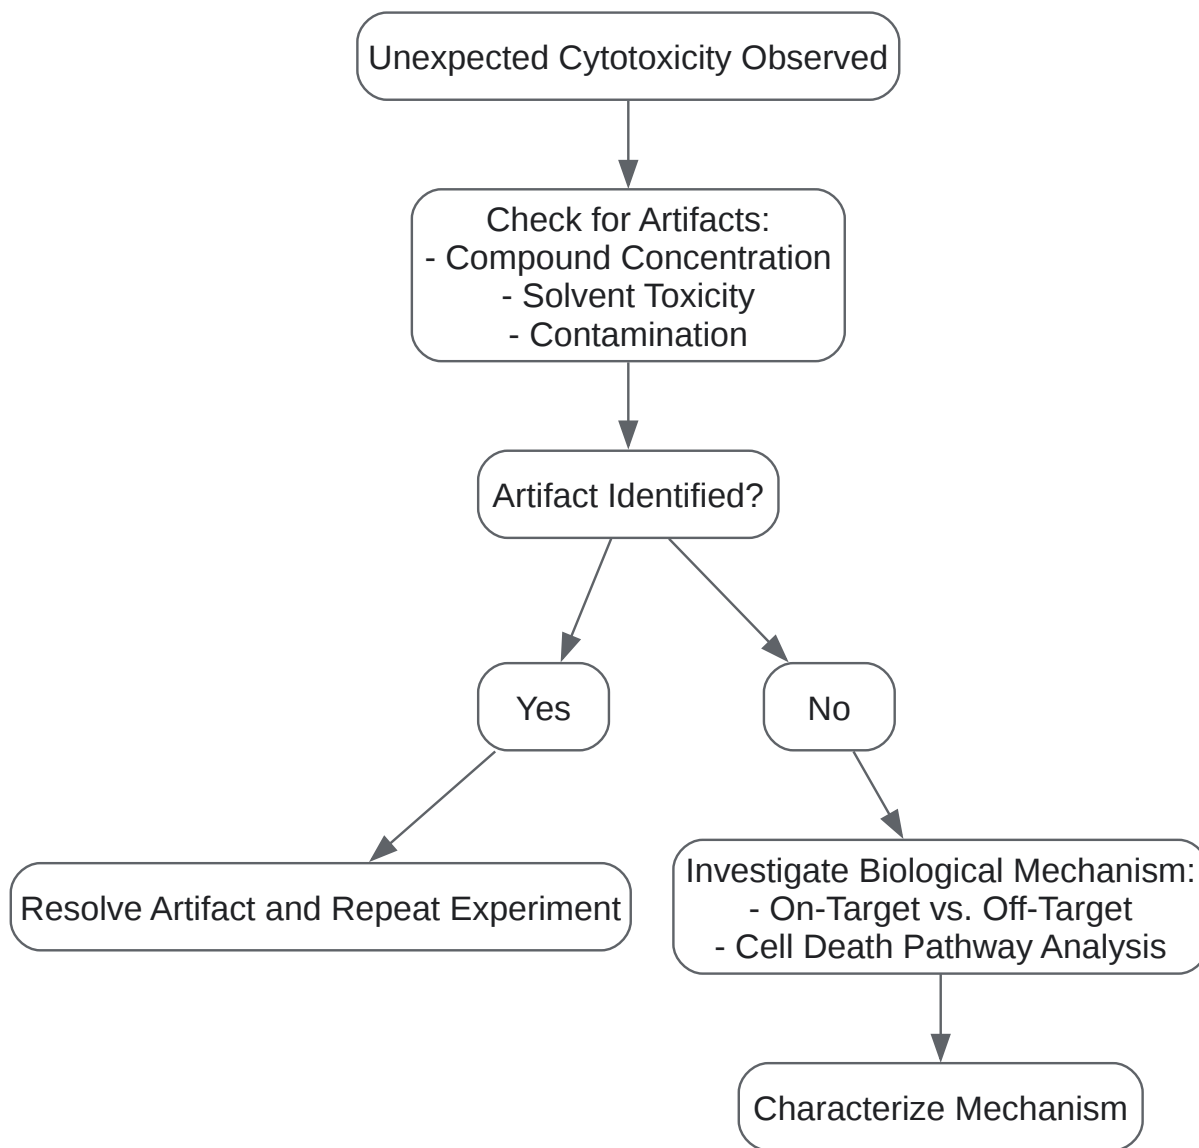 Unexpected Cytotoxicity Observed
Check for Artifacts:
- Compound Concentration
- Solvent Toxicity
- Contamination
Artifact Identified?
Yes
No
Resolve Artifact and Repeat Experiment
Investigate Biological Mechanism:
- On-Target vs. Off-Target
- Cell Death Pathway Analysis
Characterize Mechanism